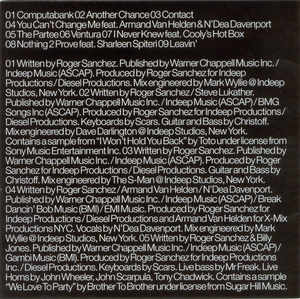 01 Computabank 02 Another Chance 03 Contact
04 You Can't Change Me feat. Armand Van Helden & N'Dea Davenport
05 The Partee 06 Ventura 07 I Never Knew feat. Cooly's Hot Box
08 Nothing 2 Prove feat. Sharleen Spiteri 09 Leavin'
01 Written by Roger Sanchez. Published by Warner Chappell Music Inc. /
Indeep Music (ASCAP). Produced by Roger Sanchez for Indeep
Productions / Diesel Productions. Mix engineered by Mark Wyllie @ Indeep
Studios, New York. 02 Written by Roger Sanchez / Steve Lukather.
Published by Warner Chappell Music Inc. / Indeep Music (ASCAP) / BMG
Songs Inc (ASCAP). Produced by Roger Sanchez for Indeep Productions /
Diesel Productions. Keyboards by Scars. Guitar and Bass by Christoff.
Mix engineered by Dave Darlington @ Indeep Studios, New York.
Contains a sample from "I Won't Hold You Back" by Toto under license from
Sony Music Entertainment Inc. 03 Written by Roger Sanchez. Published by
Warner Chappell Music Inc. / Indeep Music (ASCAP). Produced by Roger
Sanchez for Indeep Productions / Diesel Productions. Guitar and Bass by
Christoff. Mix engineered by The S-Man @ Indeep Studios, New York.
04 Written by Roger Sanchez / Armand Van Helden / N'Dea Davenport.
Published by Warner Chappell Music Inc. / Indeep Music (ASCAP) / Break
Dancin' Bob Music (BMI) / EMI Music. Produced by Roger Sanchez for
Indeep / Diesel Productions and Armand Van Helden for X-Mix
Productions NYC. Vocals by N'Dea Davenport. Mix engineered by Mark
Wyllie @ Indeep Studios, New York. 05 Written by Roger Sanchez & Billy
Jones. Published by Warner Chappell Music Inc. / Indeep Music (ASCAP) /
Gambi Music (BMI). Produced by Roger Sanchez for Indeep Productions
Inc. / Diesel Productions. Keyboards by Scars. Live bass by Mr Freak. Live
Horns by John Wheeler, John Scarpula, Tony Chadwick. Contains a sample
"We Love To Party" by Brother To Brother under license from Sugar Hill Music.